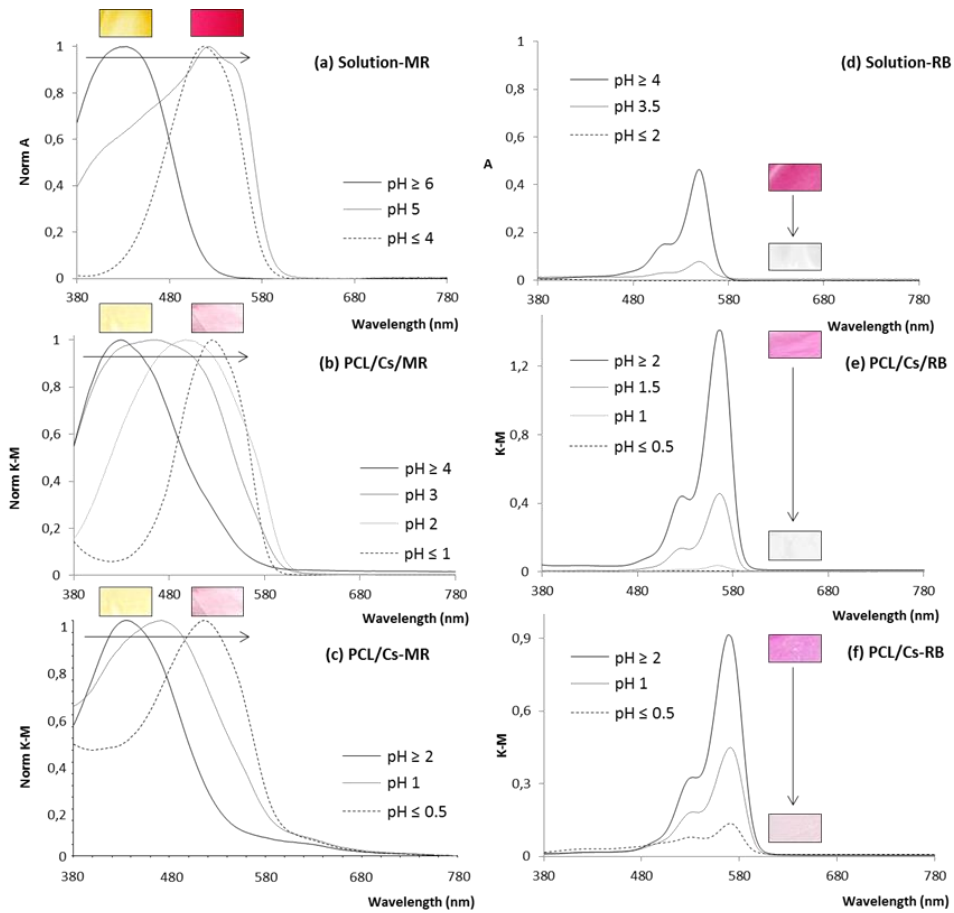 (a) Solution-MR
Norm A
1
0,8
0,6
0,4
0,2
0
pH ≥ 6
pH 5
pH ≤ 4
380
480
580
680
780
Wavelength (nm)
(b) PCL/Cs/MR
Norm K-M
1
0,8
0,6
0,4
0,2
0
pH ≥ 4
pH 3
pH 2
pH ≤ 1
380
480
580
680
780
Wavelength (nm)
(c) PCL/Cs-MR
Norm K-M
1
0,8
0,6
0,4
0,2
0
pH ≥ 2
pH 1
pH ≤ 0.5
380
480
580
680
780
Wavelength (nm)
(d) Solution-RB
A
1
0,8
0,6
0,4
0,2
0
pH ≥ 4
pH 3.5
pH ≤ 2
380
480
580
680
780
Wavelength (nm)
(e) PCL/Cs/RB
K-M
1,2
0,8
0,4
0
pH ≥ 2
pH 1.5
pH 1
pH ≤ 0.5
380
480
580
680
780
Wavelength (nm)
(f) PCL/Cs-RB
K-M
0,9
0,6
0,3
0
pH ≥ 2
pH 1
pH ≤ 0.5
380
480
580
680
780
Wavelength (nm)